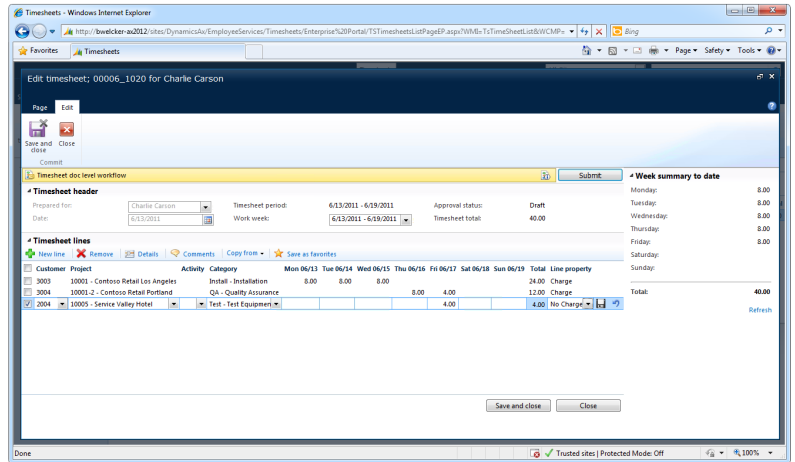 Timesheets - Windows Internet Explorer
http://bwelcker-ax2012/sites/DynamicsAx/EmployeeServices/Timesheets/Enterprise%20Portal/TSTimesheetsListPageEP.aspx?WMI=TsTimeSheetList&WCMP=
Bing
Favorites Timesheets Page Safety Tools
Edit timesheet; 00006_1020 for Charlie Carson
Page Edit
Save and close Close
Commit
Timesheet doc level workflow Submit
Timesheet header
Prepared for: Charlie Carson Timesheet period: 6/13/2011 - 6/19/2011 Approval status: Draft
Date: 6/13/2011 Work week: 6/13/2011 - 6/19/2011 Timesheet total: 40.00
Timesheet lines
New line Remove Details Comments Copy from Save as favorites
Customer Project Activity Category Mon 06/13 Tue 06/14 Wed 06/15 Thu 06/16 Fri 06/17 Sat 06/18 Sun 06/19 Total Line property
3003 10001 - Contoso Retail Los Angeles Install - Installation 8.00 8.00 8.00 24.00 Charge
3004 10001-2 - Contoso Retail Portland QA - Quality Assurance 8.00 4.00 12.00 Charge
2004 10005 - Service Valley Hotel Test - Test Equipmen 4.00 4.00 No Charge
Week summary to date
Monday: 8.00
Tuesday: 8.00
Wednesday: 8.00
Thursday: 8.00
Friday: 8.00
Saturday:
Sunday:
Total: 40.00
Refresh
Save and close Close
Done Trusted sites | Protected Mode: Off 100%